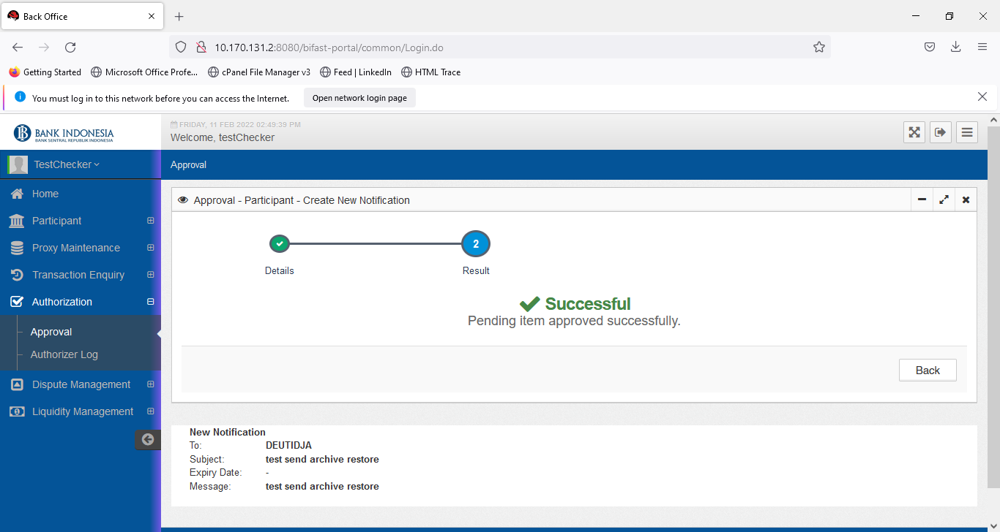 Back Office
10.170.131.2:8080/bifast-portal/common/Login.do
Getting Started Microsoft Office Profe... cPanel File Manager v3 Feed | LinkedIn HTML Trace
You must log in to this network before you can access the Internet. Open network login page
BANK INDONESIA
BANK SENTRAL REPUBLIK INDONESIA
FRIDAY, 11 FEB 2022 02:49:39 PM
Welcome, testChecker
TestChecker
Approval
Home
Participant
Proxy Maintenance
Transaction Enquiry
Authorization
Approval
Authorizer Log
Dispute Management
Liquidity Management
Approval - Participant - Create New Notification
2
Details Result
Successful
Pending item approved successfully.
Back
New Notification
To: DEUTIDJA
Subject: test send archive restore
Expiry Date: -
Message: test send archive restore